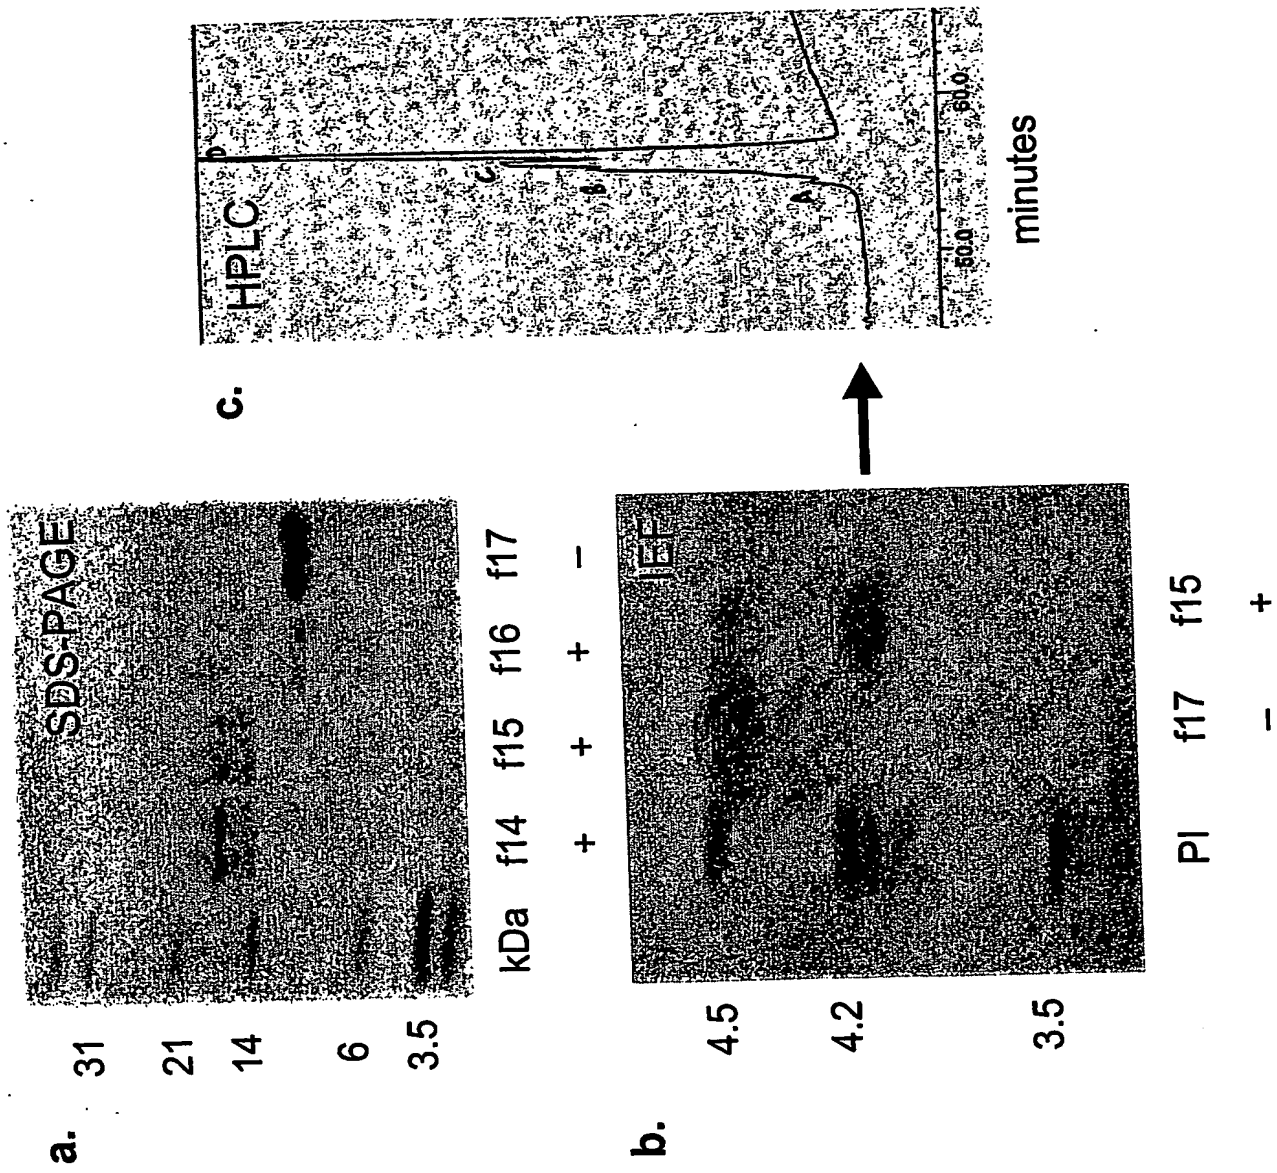 a.
SDS-PAGE
31
21
14
6
3.5
kDa f14 f15 f16 f17
+ + + –
b.
IEF
4.5
4.2
3.5
PI f17 f15
– +
c.
HPLC
D
C
B
A
50.0 60.0
minutes